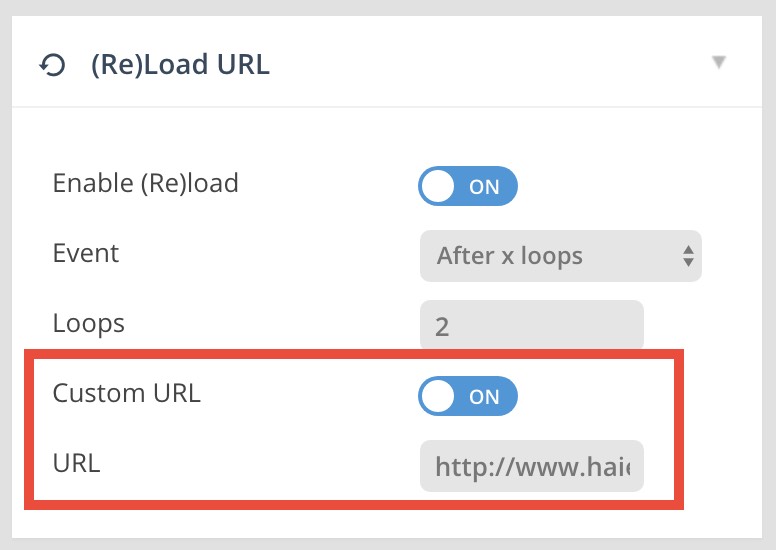 (Re)Load URL
Enable (Re)load ON
Event After x loops
Loops 2
Custom URL ON
URL http://www.hai